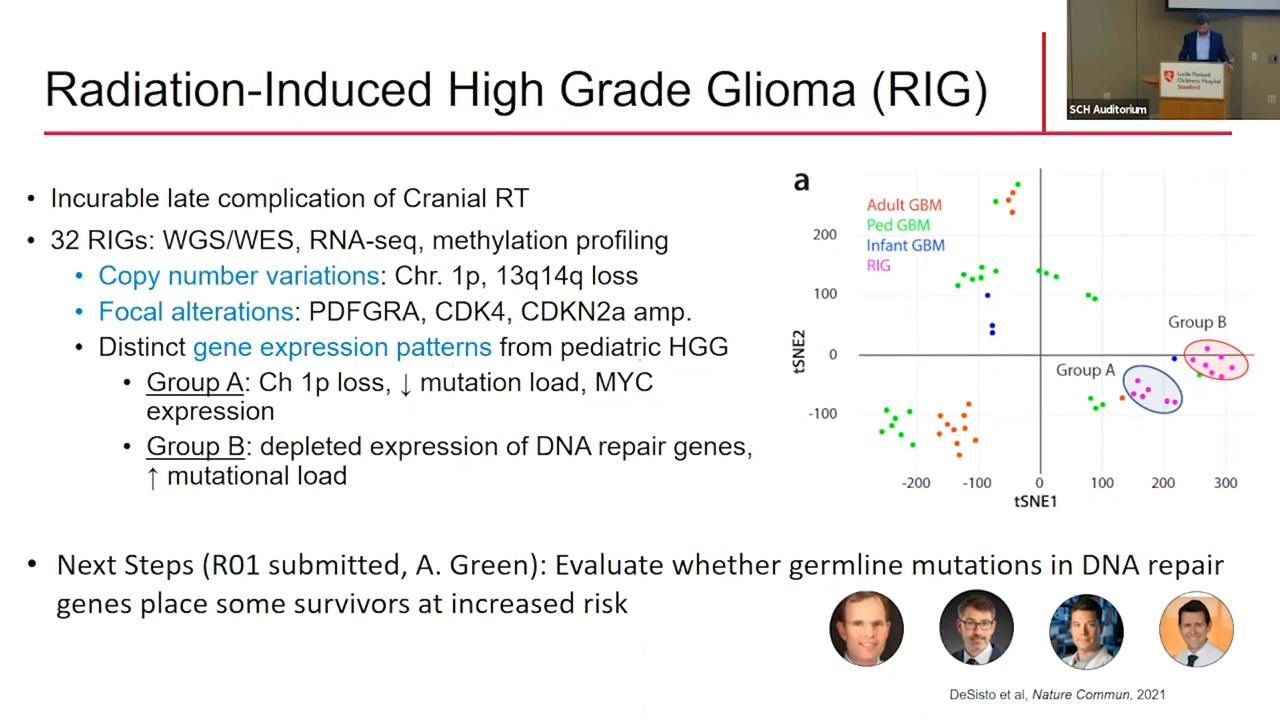 Radiation-Induced High Grade Glioma (RIG)
Lucile Packard
Children's Hospital
Stanford
SCH Auditorium
• Incurable late complication of Cranial RT
• 32 RIGs: WGS/WES, RNA-seq, methylation profiling
• Copy number variations: Chr. 1p, 13q14q loss
• Focal alterations: PDFGRA, CDK4, CDKN2a amp.
• Distinct gene expression patterns from pediatric HGG
• Group A: Ch 1p loss, ↓ mutation load, MYC
expression
• Group B: depleted expression of DNA repair genes,
↑ mutational load
a
Adult GBM
Ped GBM
Infant GBM
RIG
200
100
0
-100
tSNE2
Group B
Group A
-200 -100 0 100 200 300
tSNE1
• Next Steps (R01 submitted, A. Green): Evaluate whether germline mutations in DNA repair
genes place some survivors at increased risk
DeSisto et al, Nature Commun, 2021